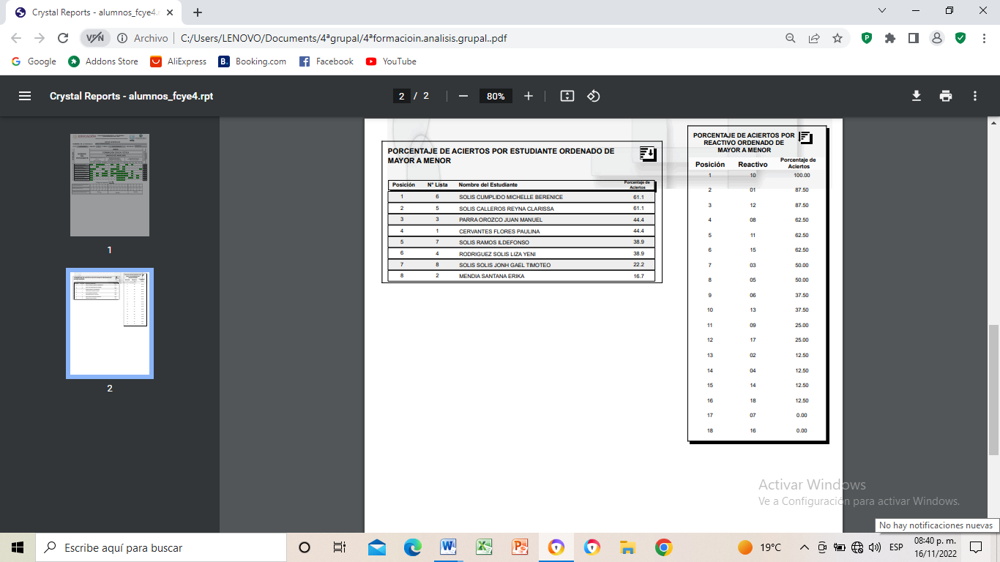 Crystal Reports - alumnos_fcye4.r
VPN
Archivo
C:/Users/LENOVO/Documents/4ªgrupal/4ªformacioin.analisis.grupal..pdf
Google
Addons Store
AliExpress
Booking.com
Facebook
YouTube
Crystal Reports - alumnos_fcye4.rpt
2 / 2
80%
1
2
PORCENTAJE DE ACIERTOS POR ESTUDIANTE ORDENADO DE
MAYOR A MENOR
Posición N° Lista Nombre del Estudiante Porcentaje de Aciertos
1 6 SOLIS CUMPLIDO MICHELLE BERENICE 61.1
2 5 SOLIS CALLEROS REYNA CLARISSA 61.1
3 3 PARRA OROZCO JUAN MANUEL 44.4
4 1 CERVANTES FLORES PAULINA 44.4
5 7 SOLIS RAMOS ILDEFONSO 38.9
6 4 RODRIGUEZ SOLIS LIZA YENI 38.9
7 8 SOLIS SOLIS JONH GAEL TIMOTEO 22.2
8 2 MENDIA SANTANA ERIKA 16.7
PORCENTAJE DE ACIERTOS POR
REACTIVO ORDENADO DE
MAYOR A MENOR
Posición Reactivo Porcentaje de Aciertos
1 10 100.00
2 01 87.50
3 12 87.50
4 08 62.50
5 11 62.50
6 15 62.50
7 03 50.00
8 05 50.00
9 06 37.50
10 13 37.50
11 09 25.00
12 17 25.00
13 02 12.50
14 04 12.50
15 14 12.50
16 18 12.50
17 07 0.00
18 16 0.00
Activar Windows
Ve a Configuración para activar Windows.
No hay notificaciones nuevas
Escribe aquí para buscar
19°C
ESP
08:40 p. m.
16/11/2022